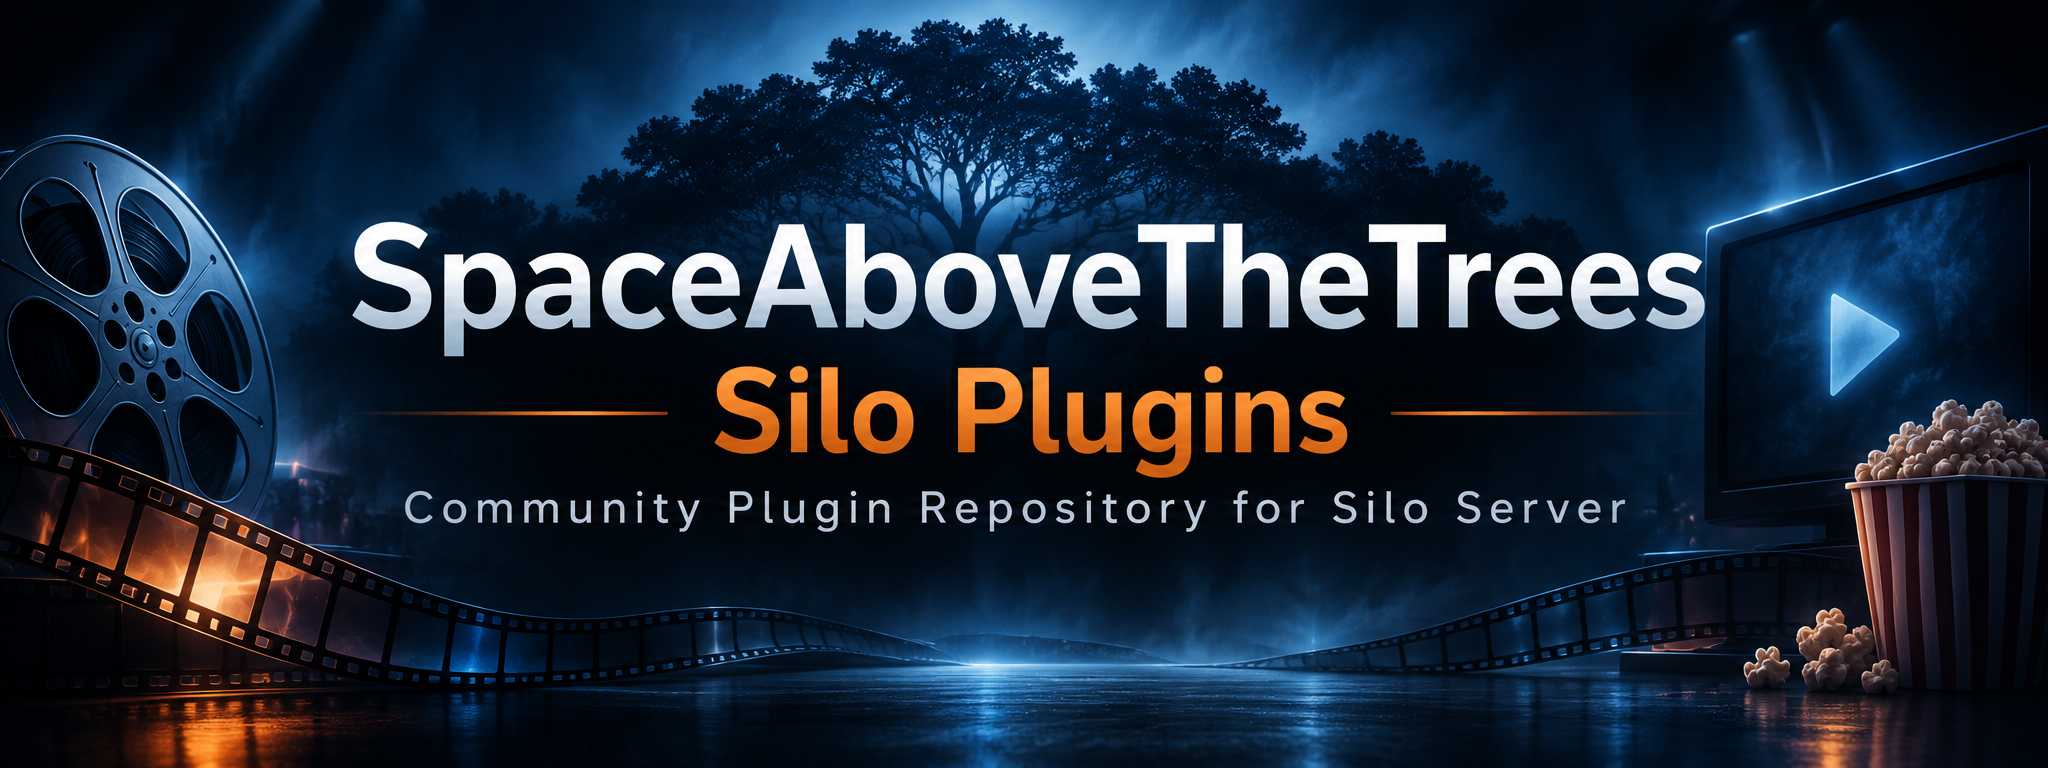 SpaceAboveTheTrees
Silo Plugins
Community Plugin Repository for Silo Server